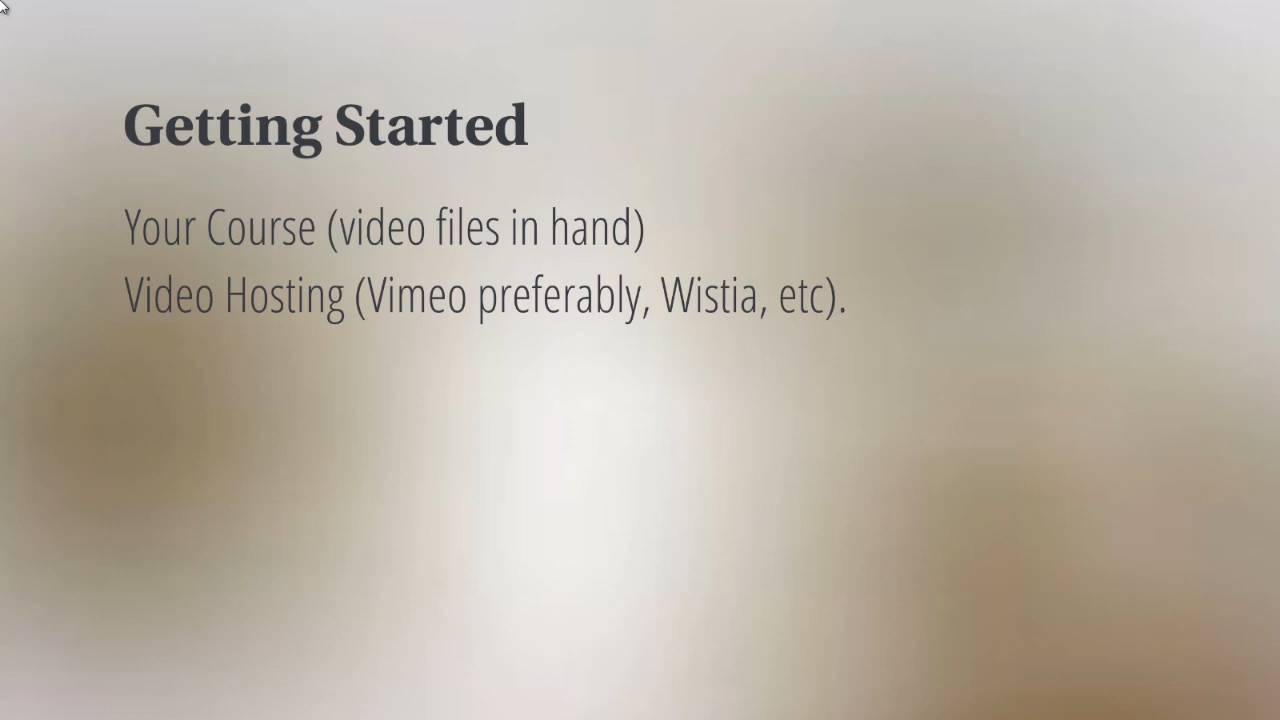 Getting Started
Your Course (video files in hand)
Video Hosting (Vimeo preferably, Wistia, etc).